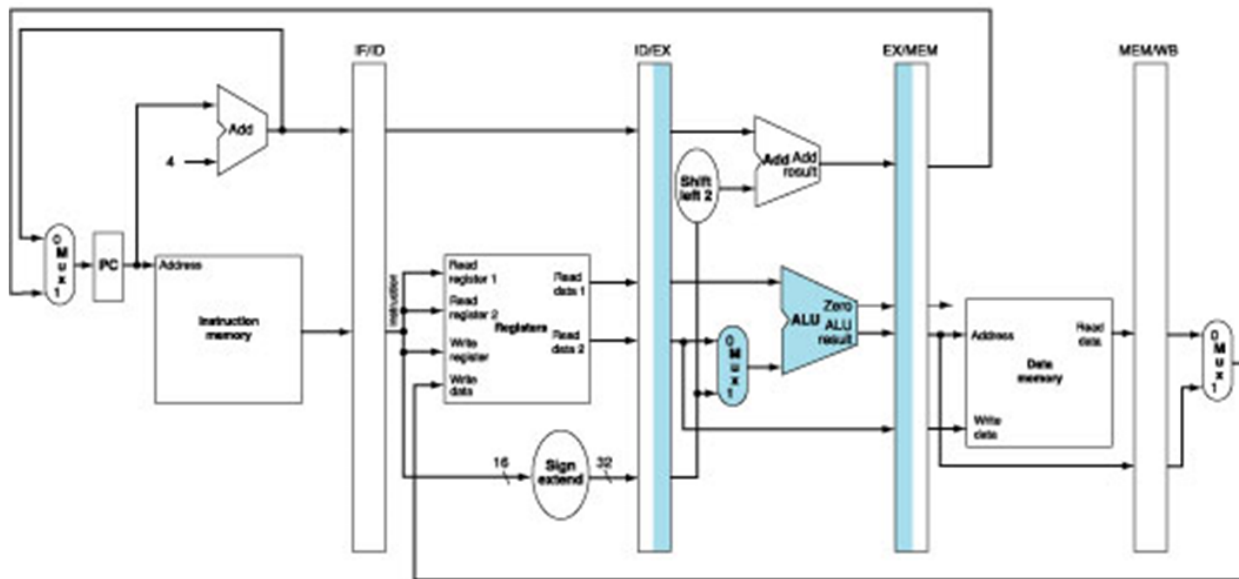 IF/ID
ID/EX
EX/MEM
MEM/WB
Add
4
Shift
left 2
Add
Add
result
0
M
u
x
1
PC
Address
Instruction
memory
Instruction
Read
register 1
Read
register 2
Write
register
Write
data
Registers
Read
data 1
Read
data 2
0
M
u
x
1
Zero
ALU
ALU
result
Address
Read
data
Data
memory
Write
data
0
M
u
x
1
16
Sign
extend
32